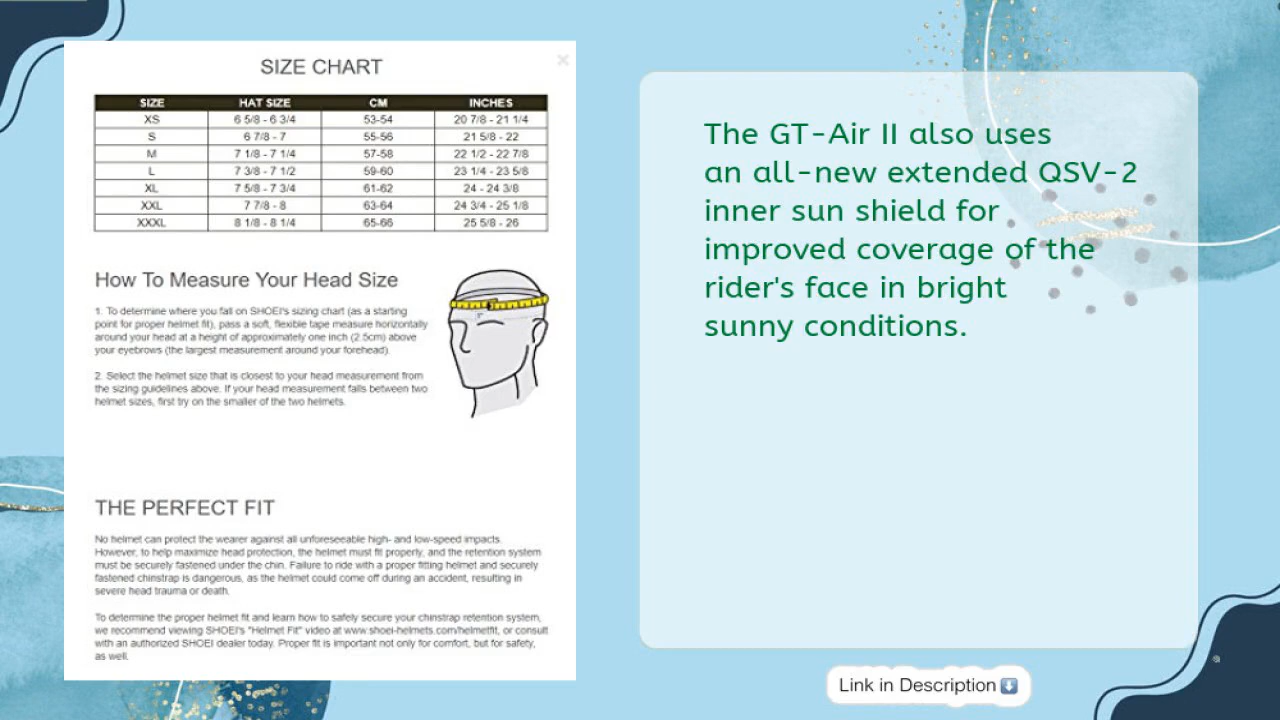 SIZE CHART
SIZE HAT SIZE CM INCHES
XS 6 5/8 - 6 3/4 53-54 20 7/8 - 21 1/4
S 6 7/8 - 7 55-56 21 5/8 - 22
M 7 1/8 - 7 1/4 57-58 22 1/2 - 22 7/8
L 7 3/8 - 7 1/2 59-60 23 1/4 - 23 5/8
XL 7 5/8 - 7 3/4 61-62 24 - 24 3/8
XXL 7 7/8 - 8 63-64 24 3/4 - 25 1/8
XXXL 8 1/8 - 8 1/4 65-66 25 5/8 - 26
How To Measure Your Head Size
1. To determine where you fall on SHOEI's sizing chart (as a starting
point for proper helmet fit), pass a soft, flexible tape measure horizontally
around your head at a height of approximately one inch (2.5cm) above
your eyebrows (the largest measurement around your forehead).
2. Select the helmet size that is closest to your head measurement from
the sizing guidelines above. If your head measurement falls between two
helmet sizes, first try on the smaller of the two helmets.
THE PERFECT FIT
No helmet can protect the wearer against all unforeseeable high- and low-speed impacts.
However, to help maximize head protection, the helmet must fit properly, and the retention system
must be securely fastened under the chin. Failure to ride with a proper fitting helmet and securely
fastened chinstrap is dangerous, as the helmet could come off during an accident, resulting in
severe head trauma or death.
To determine the proper helmet fit and learn how to safely secure your chinstrap retention system,
we recommend viewing SHOEI's "Helmet Fit" video at www.shoei-helmets.com/helmetfit, or consult
with an authorized SHOEI dealer today. Proper fit is important not only for comfort, but for safety,
as well.
The GT-Air II also uses
an all-new extended QSV-2
inner sun shield for
improved coverage of the
rider's face in bright
sunny conditions.
Link in Description